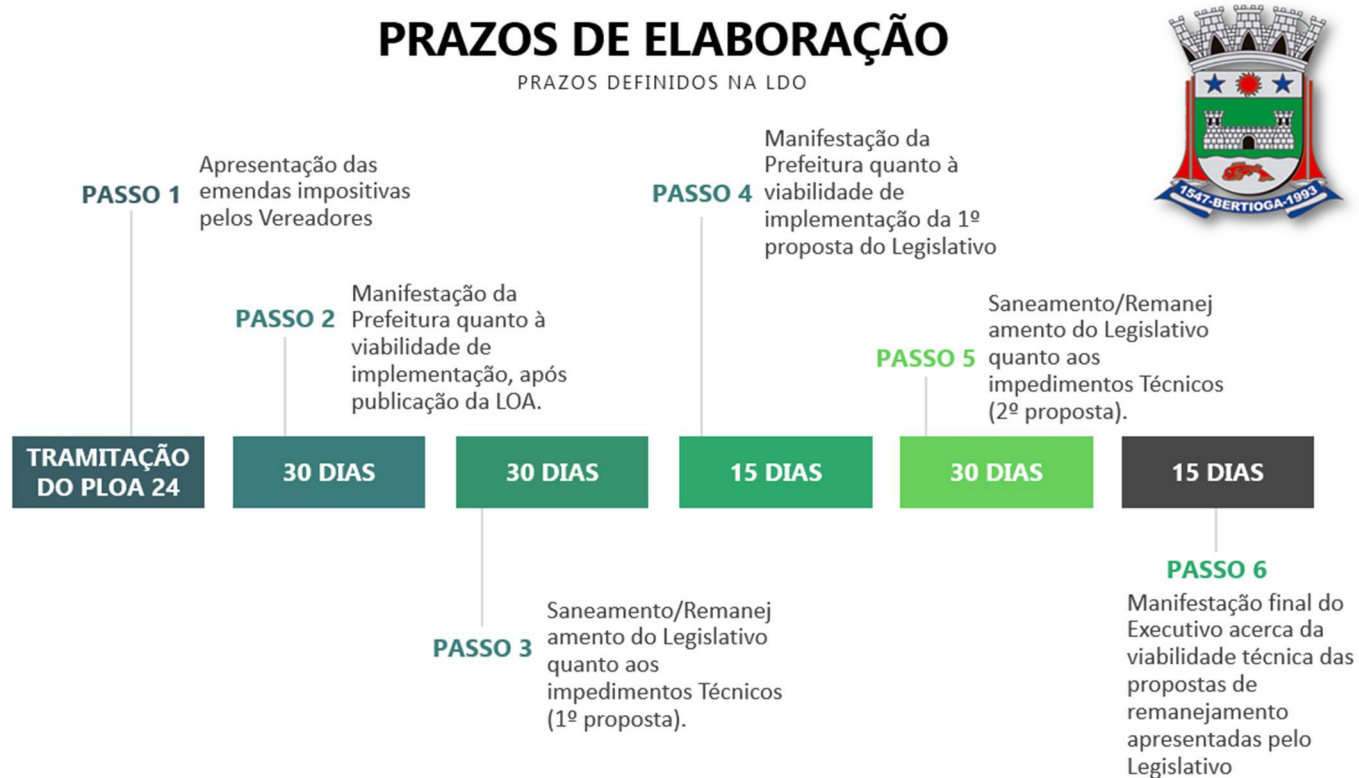 PRAZOS DE ELABORAÇÃO
PRAZOS DEFINIDOS NA LDO
1547-BERTIOGA-1993
PASSO 1
Apresentação das
emendas impositivas
pelos Vereadores
PASSO 2
Manifestação da
Prefeitura quanto à
viabilidade de
implementação, após
publicação da LOA.
PASSO 4
Manifestação da
Prefeitura quanto à
viabilidade de
implementação da 1º
proposta do Legislativo
PASSO 5
Saneamento/Remanej
amento do Legislativo
quanto aos
impedimentos Técnicos
(2º proposta).
TRAMITAÇÃO
DO PLOA 24
30 DIAS
30 DIAS
15 DIAS
30 DIAS
15 DIAS
PASSO 3
Saneamento/Remanej
amento do Legislativo
quanto aos
impedimentos Técnicos
(1º proposta).
PASSO 6
Manifestação final do
Executivo acerca da
viabilidade técnica das
propostas de
remanejamento
apresentadas pelo
Legislativo